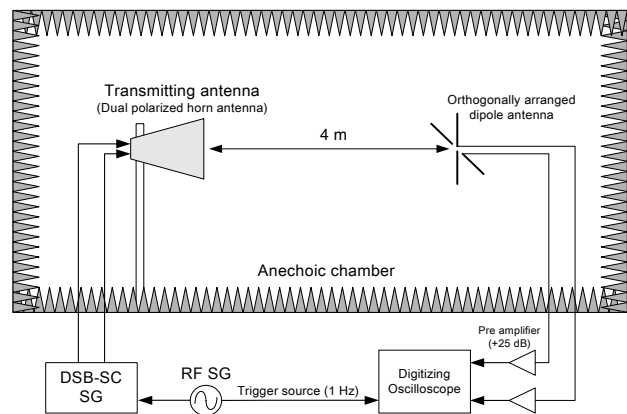 Transmitting antenna
(Dual polarized horn antenna)
4 m
Orthogonally arranged
dipole antenna
Anechoic chamber
Pre amplifier
(+25 dB)
DSB-SC
SG
RF SG
Trigger source (1 Hz)
Digitizing
Oscilloscope